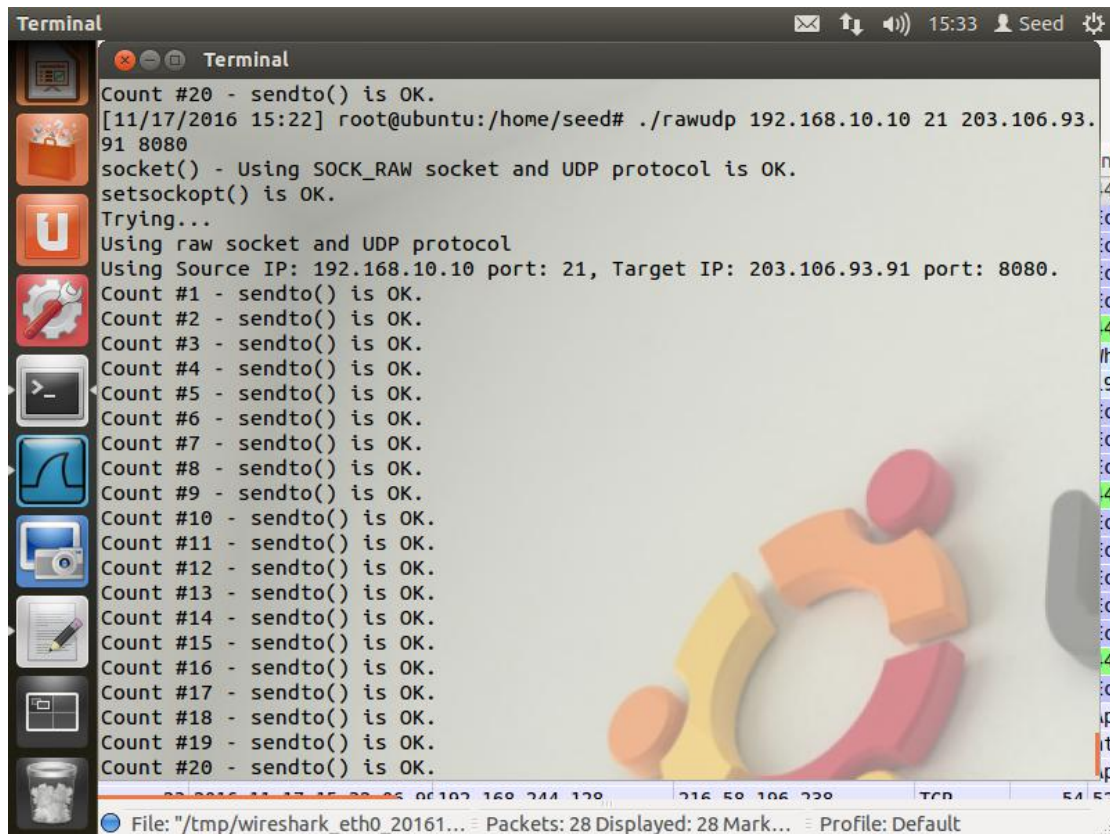 Terminal 15:33 Seed
Terminal
Count #20 - sendto() is OK.
[11/17/2016 15:22] root@ubuntu:/home/seed# ./rawudp 192.168.10.10 21 203.106.93.
91 8080
socket() - Using SOCK_RAW socket and UDP protocol is OK.
setsockopt() is OK.
Trying...
Using raw socket and UDP protocol
Using Source IP: 192.168.10.10 port: 21, Target IP: 203.106.93.91 port: 8080.
Count #1 - sendto() is OK.
Count #2 - sendto() is OK.
Count #3 - sendto() is OK.
Count #4 - sendto() is OK.
Count #5 - sendto() is OK.
Count #6 - sendto() is OK.
Count #7 - sendto() is OK.
Count #8 - sendto() is OK.
Count #9 - sendto() is OK.
Count #10 - sendto() is OK.
Count #11 - sendto() is OK.
Count #12 - sendto() is OK.
Count #13 - sendto() is OK.
Count #14 - sendto() is OK.
Count #15 - sendto() is OK.
Count #16 - sendto() is OK.
Count #17 - sendto() is OK.
Count #18 - sendto() is OK.
Count #19 - sendto() is OK.
Count #20 - sendto() is OK.
192.168.244.128 216.58.196.238 TCP
File: "/tmp/wireshark_eth0_20161... Packets: 28 Displayed: 28 Mark... Profile: Default